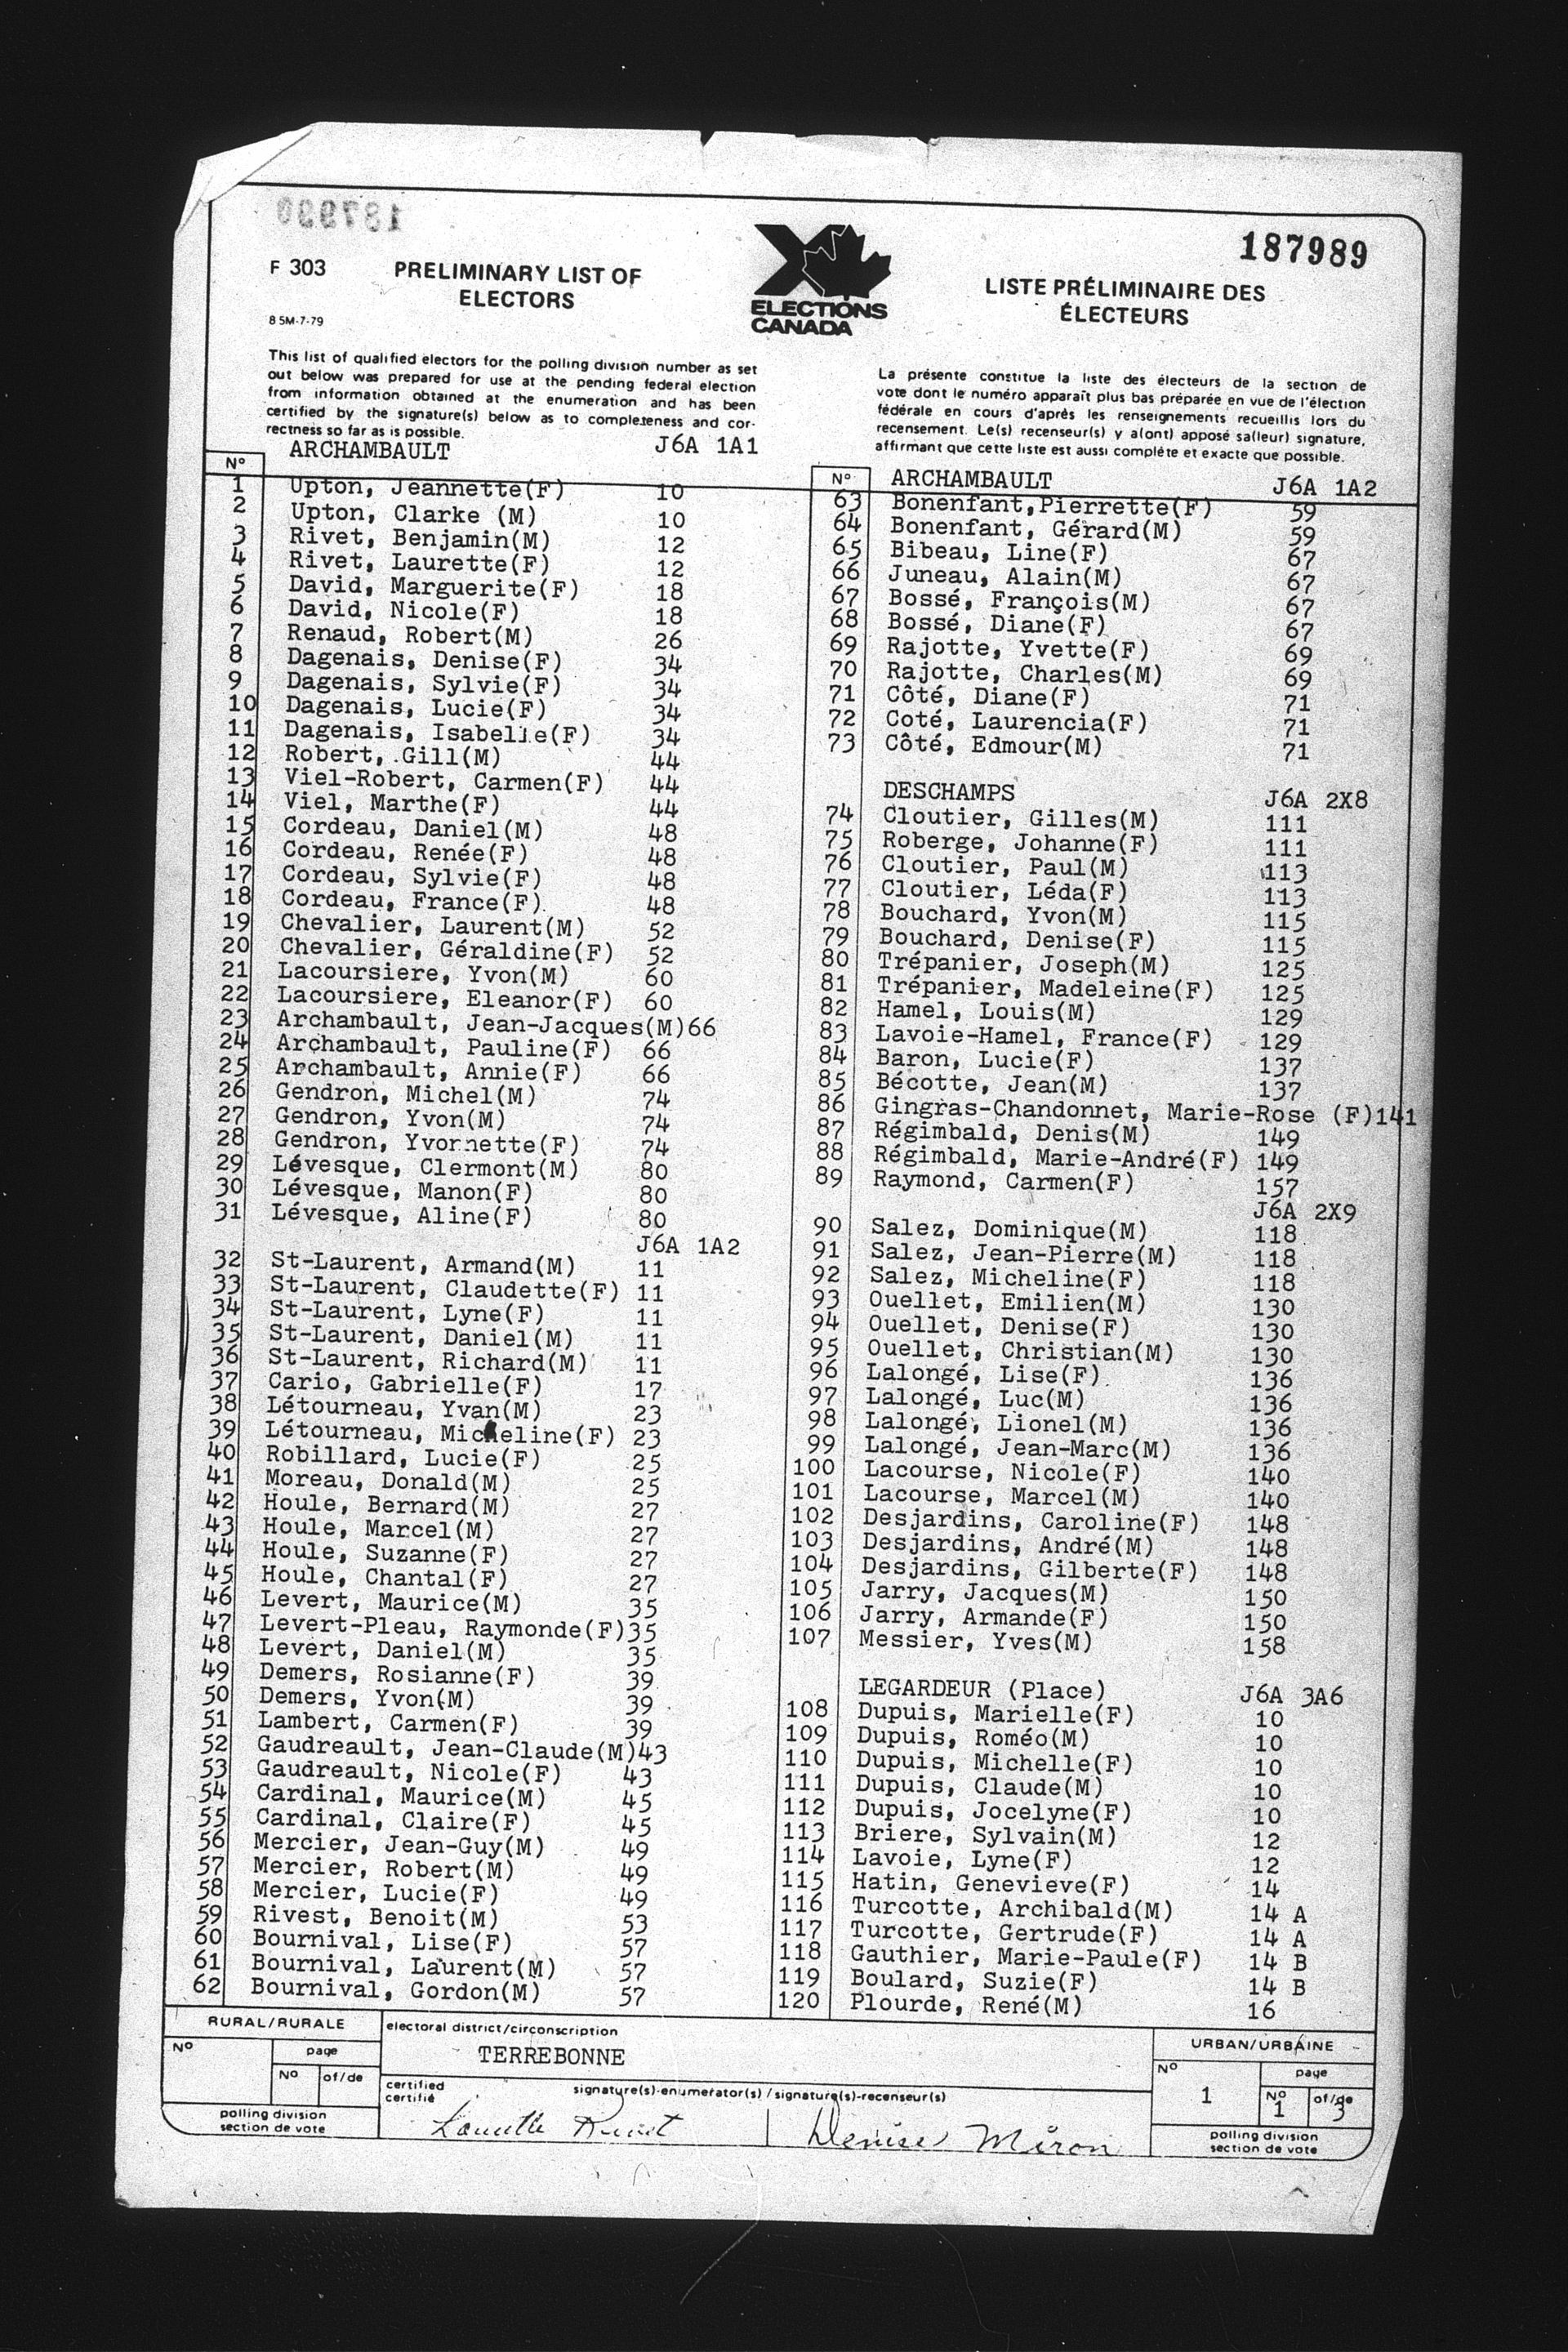 187989
F 303
PRELIMINARY LIST OF
ELECTORS
8 5M-7-79
ELECTIONS
CANADA
LISTE PRÉLIMINAIRE DES
ÉLECTEURS
This list of qualified electors for the polling division number as set
out below was prepared for use at the pending federal election
from information obtained at the enumeration and has been
certified by the signature(s) below as to completeness and cor-
rectness so far as is possible.
La présente constitue la liste des électeurs de la section de
vote dont le numéro apparaît plus bas préparée en vue de l'élection
fédérale en cours d'après les renseignements recueillis lors du
recensement. Le(s) recenseur(s) y a(ont) apposé sa(leur) signature,
affirmant que cette liste est aussi complète et exacte que possible.
Nº ARCHAMBAULT J6A 1A1
1 Upton, Jeannette(F) 10
2 Upton, Clarke (M) 10
3 Rivet, Benjamin(M) 12
4 Rivet, Laurette(F) 12
5 David, Marguerite(F) 18
6 David, Nicole(F) 18
7 Renaud, Robert(M) 26
8 Dagenais, Denise(F) 34
9 Dagenais, Sylvie(F) 34
10 Dagenais, Lucie(F) 34
11 Dagenais, Isabelle(F) 34
12 Robert, Gill(M) 44
13 Viel-Robert, Carmen(F) 44
14 Viel, Marthe(F) 44
15 Cordeau, Daniel(M) 48
16 Cordeau, Renée(F) 48
17 Cordeau, Sylvie(F) 48
18 Cordeau, France(F) 48
19 Chevalier, Laurent(M) 52
20 Chevalier, Géraldine(F) 52
21 Lacoursiere, Yvon(M) 60
22 Lacoursiere, Eleanor(F) 60
23 Archambault, Jean-Jacques(M)66
24 Archambault, Pauline(F) 66
25 Archambault, Annie(F) 66
26 Gendron, Michel(M) 74
27 Gendron, Yvon(M) 74
28 Gendron, Yvonnette(F) 74
29 Lévesque, Clermont(M) 80
30 Lévesque, Manon(F) 80
31 Lévesque, Aline(F) 80
J6A 1A2
32 St-Laurent, Armand(M) 11
33 St-Laurent, Claudette(F) 11
34 St-Laurent, Lyne(F) 11
35 St-Laurent, Daniel(M) 11
36 St-Laurent, Richard(M) 11
37 Cario, Gabrielle(F) 17
38 Létourneau, Yvan(M) 23
39 Létourneau, Micheline(F) 23
40 Robillard, Lucie(F) 25
41 Moreau, Donald(M) 25
42 Houle, Bernard(M) 27
43 Houle, Marcel(M) 27
44 Houle, Suzanne(F) 27
45 Houle, Chantal(F) 27
46 Levert, Maurice(M) 35
47 Levert-Pleau, Raymonde(F)35
48 Levert, Daniel(M) 35
49 Demers, Rosianne(F) 39
50 Demers, Yvon(M) 39
51 Lambert, Carmen(F) 39
52 Gaudreault, Jean-Claude(M)43
53 Gaudreault, Nicole(F) 43
54 Cardinal, Maurice(M) 45
55 Cardinal, Claire(F) 45
56 Mercier, Jean-Guy(M) 49
57 Mercier, Robert(M) 49
58 Mercier, Lucie(F) 49
59 Rivest, Benoit(M) 53
60 Bournival, Lise(F) 57
61 Bournival, Laurent(M) 57
62 Bournival, Gordon(M) 57
Nº ARCHAMBAULT J6A 1A2
63 Bonenfant,Pierrette(F) 59
64 Bonenfant, Gérard(M) 59
65 Bibeau, Line(F) 67
66 Juneau, Alain(M) 67
67 Bossé, François(M) 67
68 Bossé, Diane(F) 67
69 Rajotte, Yvette(F) 69
70 Rajotte, Charles(M) 69
71 Côté, Diane(F) 71
72 Coté, Laurencia(F) 71
73 Côté, Edmour(M) 71
DESCHAMPS J6A 2X8
74 Cloutier, Gilles(M) 111
75 Roberge, Johanne(F) 111
76 Cloutier, Paul(M) 113
77 Cloutier, Léda(F) 113
78 Bouchard, Yvon(M) 115
79 Bouchard, Denise(F) 115
80 Trépanier, Joseph(M) 125
81 Trépanier, Madeleine(F) 125
82 Hamel, Louis(M) 129
83 Lavoie-Hamel, France(F) 129
84 Baron, Lucie(F) 137
85 Bécotte, Jean(M) 137
86 Gingras-Chandonnet, Marie-Rose (F)141
87 Régimbald, Denis(M) 149
88 Régimbald, Marie-André(F) 149
89 Raymond, Carmen(F) 157
J6A 2X9
90 Salez, Dominique(M) 118
91 Salez, Jean-Pierre(M) 118
92 Salez, Micheline(F) 118
93 Ouellet, Emilien(M) 130
94 Ouellet, Denise(F) 130
95 Ouellet, Christian(M) 130
96 Lalongé, Lise(F) 136
97 Lalongé, Luc(M) 136
98 Lalongé, Lionel(M) 136
99 Lalongé, Jean-Marc(M) 136
100 Lacourse, Nicole(F) 140
101 Lacourse, Marcel(M) 140
102 Desjardins, Caroline(F) 148
103 Desjardins, André(M) 148
104 Desjardins, Gilberte(F) 148
105 Jarry, Jacques(M) 150
106 Jarry, Armande(F) 150
107 Messier, Yves(M) 158
LEGARDEUR (Place) J6A 3A6
108 Dupuis, Marielle(F) 10
109 Dupuis, Roméo(M) 10
110 Dupuis, Michelle(F) 10
111 Dupuis, Claude(M) 10
112 Dupuis, Jocelyne(F) 10
113 Briere, Sylvain(M) 12
114 Lavoie, Lyne(F) 12
115 Hatin, Genevieve(F) 14
116 Turcotte, Archibald(M) 14 A
117 Turcotte, Gertrude(F) 14 A
118 Gauthier, Marie-Paule(F) 14 B
119 Boulard, Suzie(F) 14 B
120 Plourde, René(M) 16
RURAL/RURALE
Nº page
Nº of/de
polling division
section de vote
electoral district/circonscription
TERREBONNE
certified
certifié
signature(s)-enumerator(s) / signature(s)-recenseur(s)
Denise Miron
URBAN/URBAINE
Nº page
1 Nº 1 of/de 3
polling division
section de vote